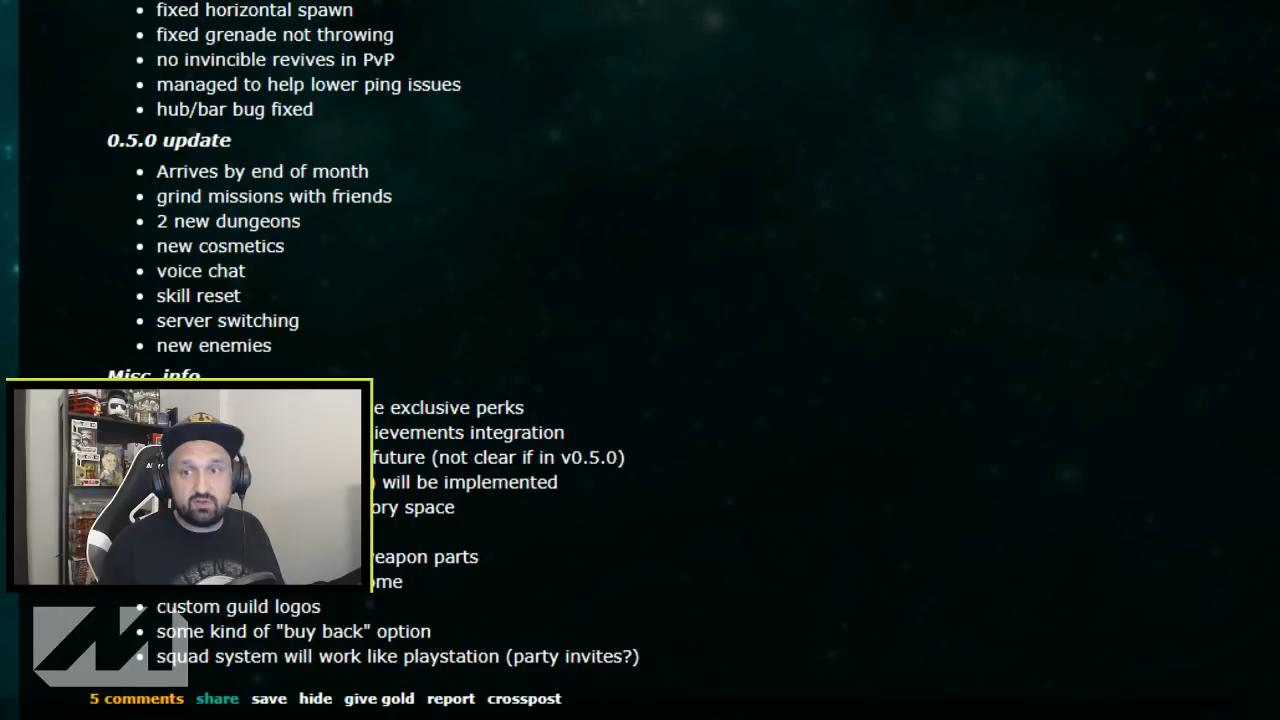 fixed horizontal spawn
fixed grenade not throwing
no invincible revives in PvP
managed to help lower ping issues
hub/bar bug fixed
0.5.0 update
Arrives by end of month
grind missions with friends
2 new dungeons
new cosmetics
voice chat
skill reset
server switching
new enemies
Misc. info
e exclusive perks
ievements integration
future (not clear if in v0.5.0)
) will be implemented
ory space
eapon parts
ome
custom guild logos
some kind of "buy back" option
squad system will work like playstation (party invites?)
5 comments share save hide give gold report crosspost